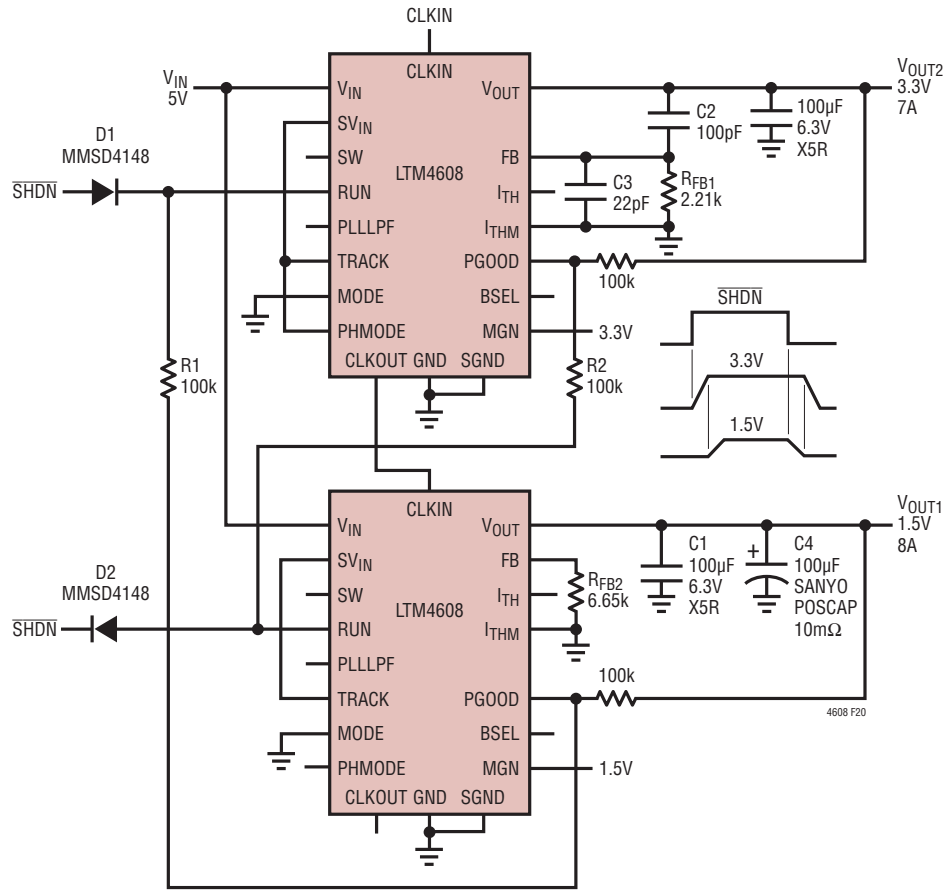 CLKIN
CLKIN
VIN
5V
VIN
SVIN
SW
RUN
PLLLPF
TRACK
MODE
PHMODE
LTM4608
VOUT
FB
ITH
ITHM
PGOOD
BSEL
MGN
CLKOUT GND SGND
D1
MMSD4148
SHDN
C2
100pF
C3
22pF
RFB1
2.21k
100µF
6.3V
X5R
VOUT2
3.3V
7A
100k
3.3V
R1
100k
R2
100k
SHDN
3.3V
1.5V
CLKIN
VIN
SVIN
SW
RUN
PLLLPF
TRACK
MODE
PHMODE
LTM4608
VOUT
FB
ITH
ITHM
PGOOD
BSEL
MGN
CLKOUT GND SGND
D2
MMSD4148
SHDN
RFB2
6.65k
C1
100µF
6.3V
X5R
+
C4
100µF
SANYO
POSCAP
10mΩ
VOUT1
1.5V
8A
100k
1.5V
4608 F20